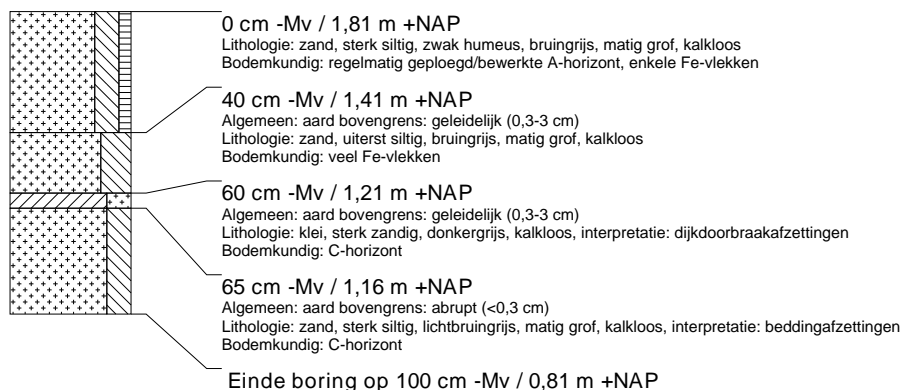 0 cm -Mv / 1,81 m +NAP
Lithologie: zand, sterk siltig, zwak humeus, bruingrijs, matig grof, kalkloos
Bodemkundig: regelmatig geploegd/bewerkte A-horizont, enkele Fe-vlekken
40 cm -Mv / 1,41 m +NAP
Algemeen: aard bovengrens: geleidelijk (0,3-3 cm)
Lithologie: zand, uiterst siltig, bruingrijs, matig grof, kalkloos
Bodemkundig: veel Fe-vlekken
60 cm -Mv / 1,21 m +NAP
Algemeen: aard bovengrens: geleidelijk (0,3-3 cm)
Lithologie: klei, sterk zandig, donkergrijs, kalkloos, interpretatie: dijkdoorbraakafzettingen
Bodemkundig: C-horizont
65 cm -Mv / 1,16 m +NAP
Algemeen: aard bovengrens: abrupt (<0,3 cm)
Lithologie: zand, sterk siltig, lichtbruingrijs, matig grof, kalkloos, interpretatie: beddingafzettingen
Bodemkundig: C-horizont
Einde boring op 100 cm -Mv / 0,81 m +NAP